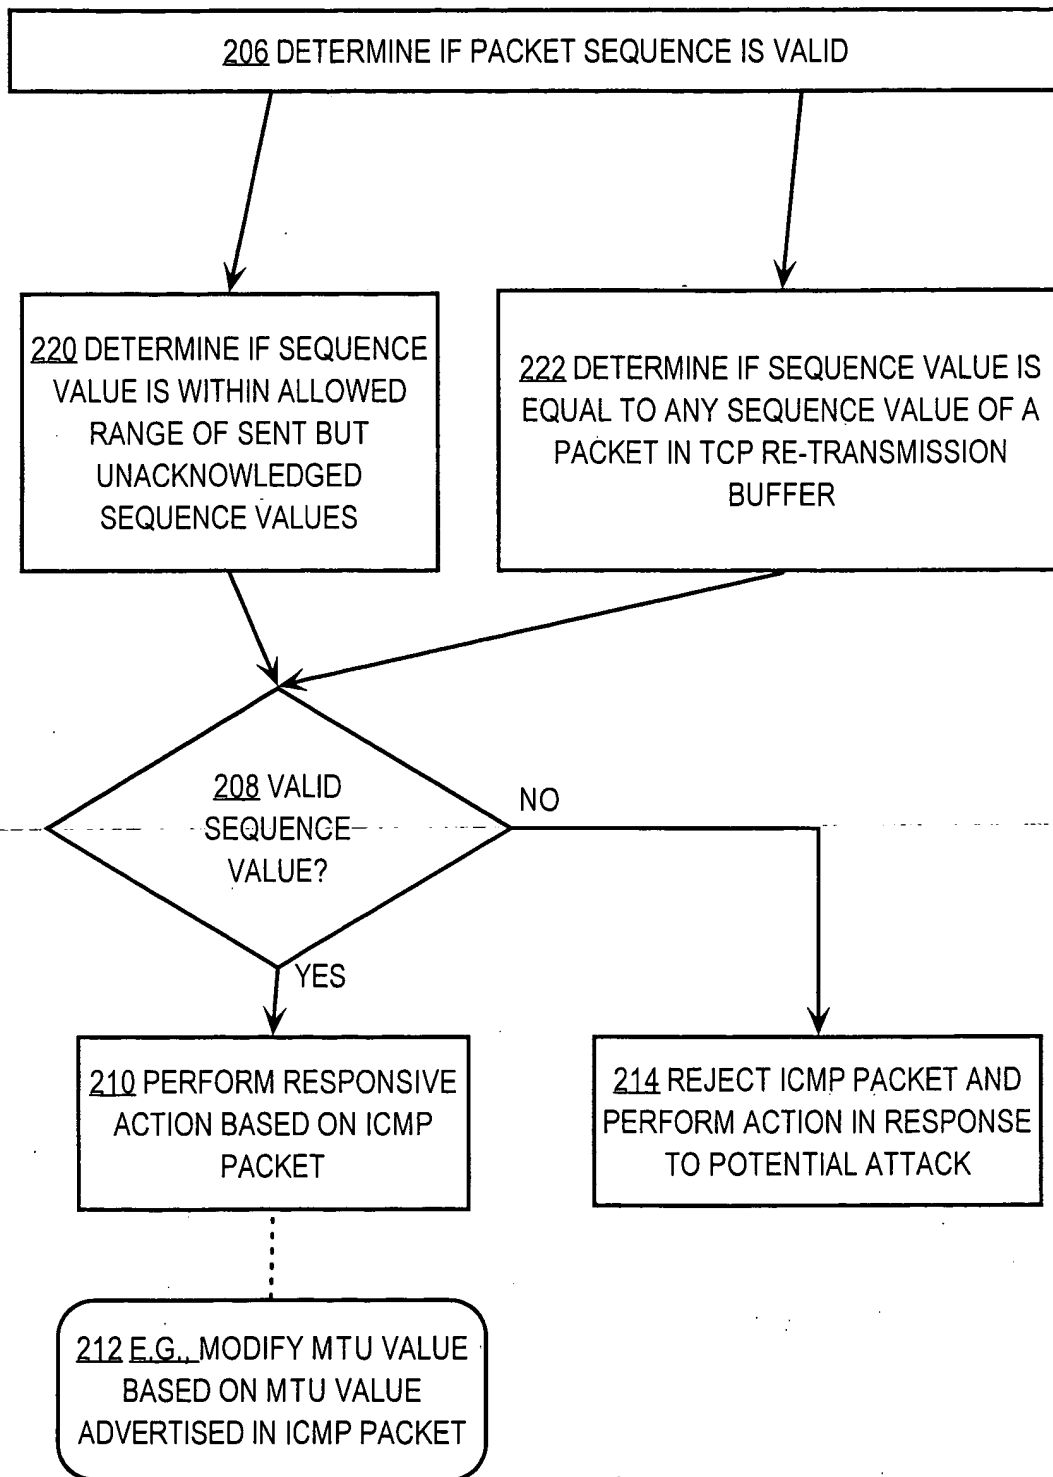 206 DETERMINE IF PACKET SEQUENCE IS VALID
220 DETERMINE IF SEQUENCE
VALUE IS WITHIN ALLOWED
RANGE OF SENT BUT
UNACKNOWLEDGED
SEQUENCE VALUES
222 DETERMINE IF SEQUENCE VALUE IS
EQUAL TO ANY SEQUENCE VALUE OF A
PACKET IN TCP RE-TRANSMISSION
BUFFER
208 VALID
SEQUENCE
VALUE?
NO
YES
210 PERFORM RESPONSIVE
ACTION BASED ON ICMP
PACKET
214 REJECT ICMP PACKET AND
PERFORM ACTION IN RESPONSE
TO POTENTIAL ATTACK
212 E.G., MODIFY MTU VALUE
BASED ON MTU VALUE
ADVERTISED IN ICMP PACKET